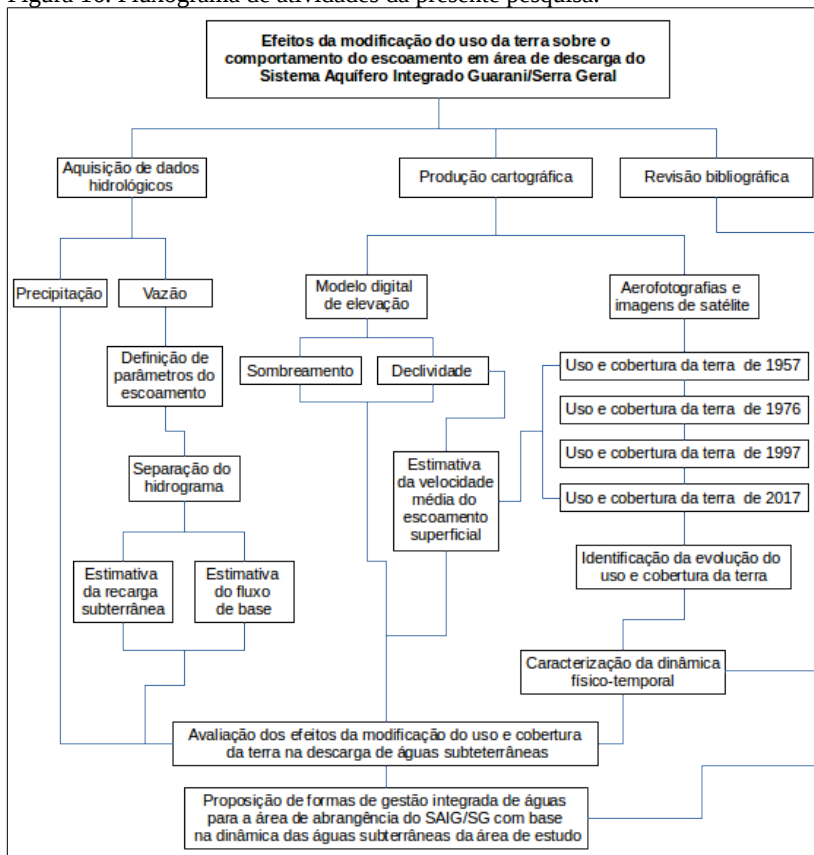 Figura 16: Fluxograma de atividades da presente pesquisa.
Efeitos da modificação do uso da terra sobre o
comportamento do escoamento em área de descarga do
Sistema Aquífero Integrado Guarani/Serra Geral
Aquisição de dados
hidrológicos
Produção cartográfica
Revisão bibliográfica
Precipitação
Vazão
Modelo digital
de elevação
Aerofotografias e
imagens de satélite
Definição de
parâmetros do
escoamento
Sombreamento
Declividade
Uso e cobertura da terra de 1957
Uso e cobertura da terra de 1976
Uso e cobertura da terra de 1997
Uso e cobertura da terra de 2017
Separação do
hidrograma
Estimativa
da velocidade
média do
escoamento
superficial
Estimativa
da recarga
subterrânea
Estimativa
do fluxo
de base
Identificação da evolução do
uso e cobertura da terra
Caracterização da dinâmica
físico-temporal
Avaliação dos efeitos da modificação do uso e cobertura
da terra na descarga de águas subteterrâneas
Proposição de formas de gestão integrada de águas
para a área de abrangência do SAIG/SG com base
na dinâmica das águas subterrâneas da área de estudo